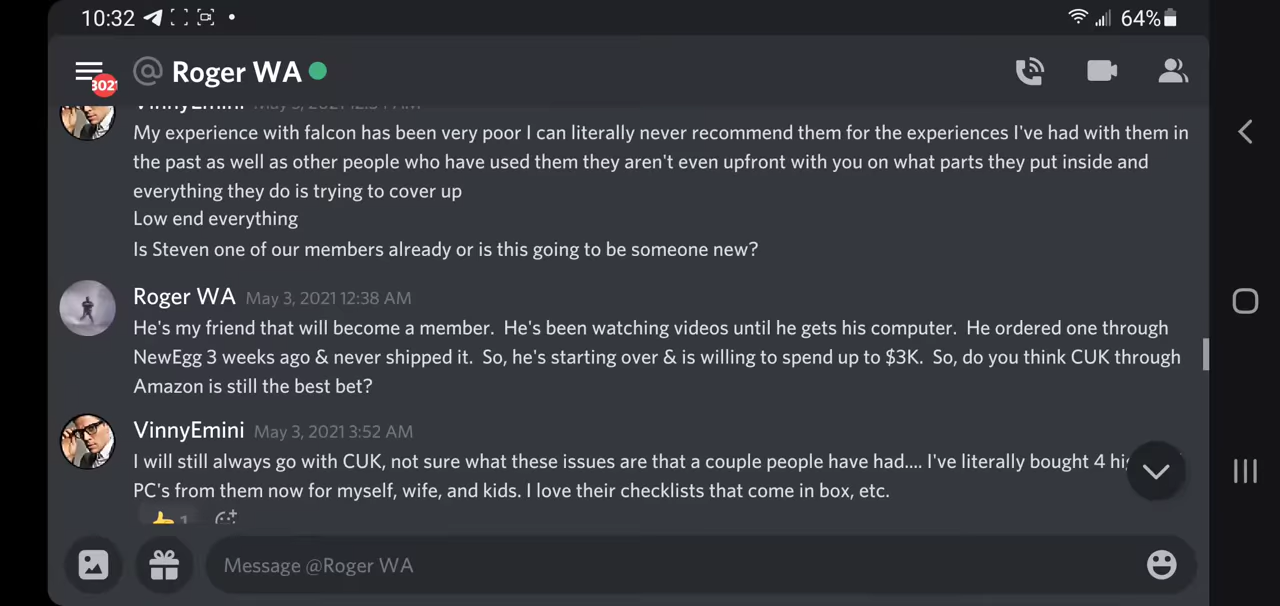 10:32
64%
302
@ Roger WA
VinnyEmini May 3, 2021 12:34 AM
My experience with falcon has been very poor I can literally never recommend them for the experiences I've had with them in
the past as well as other people who have used them they aren't even upfront with you on what parts they put inside and
everything they do is trying to cover up
Low end everything
Is Steven one of our members already or is this going to be someone new?
Roger WA May 3, 2021 12:38 AM
He's my friend that will become a member. He's been watching videos until he gets his computer. He ordered one through
NewEgg 3 weeks ago & never shipped it. So, he's starting over & is willing to spend up to $3K. So, do you think CUK through
Amazon is still the best bet?
VinnyEmini May 3, 2021 3:52 AM
I will still always go with CUK, not sure what these issues are that a couple people have had.... I've literally bought 4 hi
PC's from them now for myself, wife, and kids. I love their checklists that come in box, etc.
1
Message @Roger WA